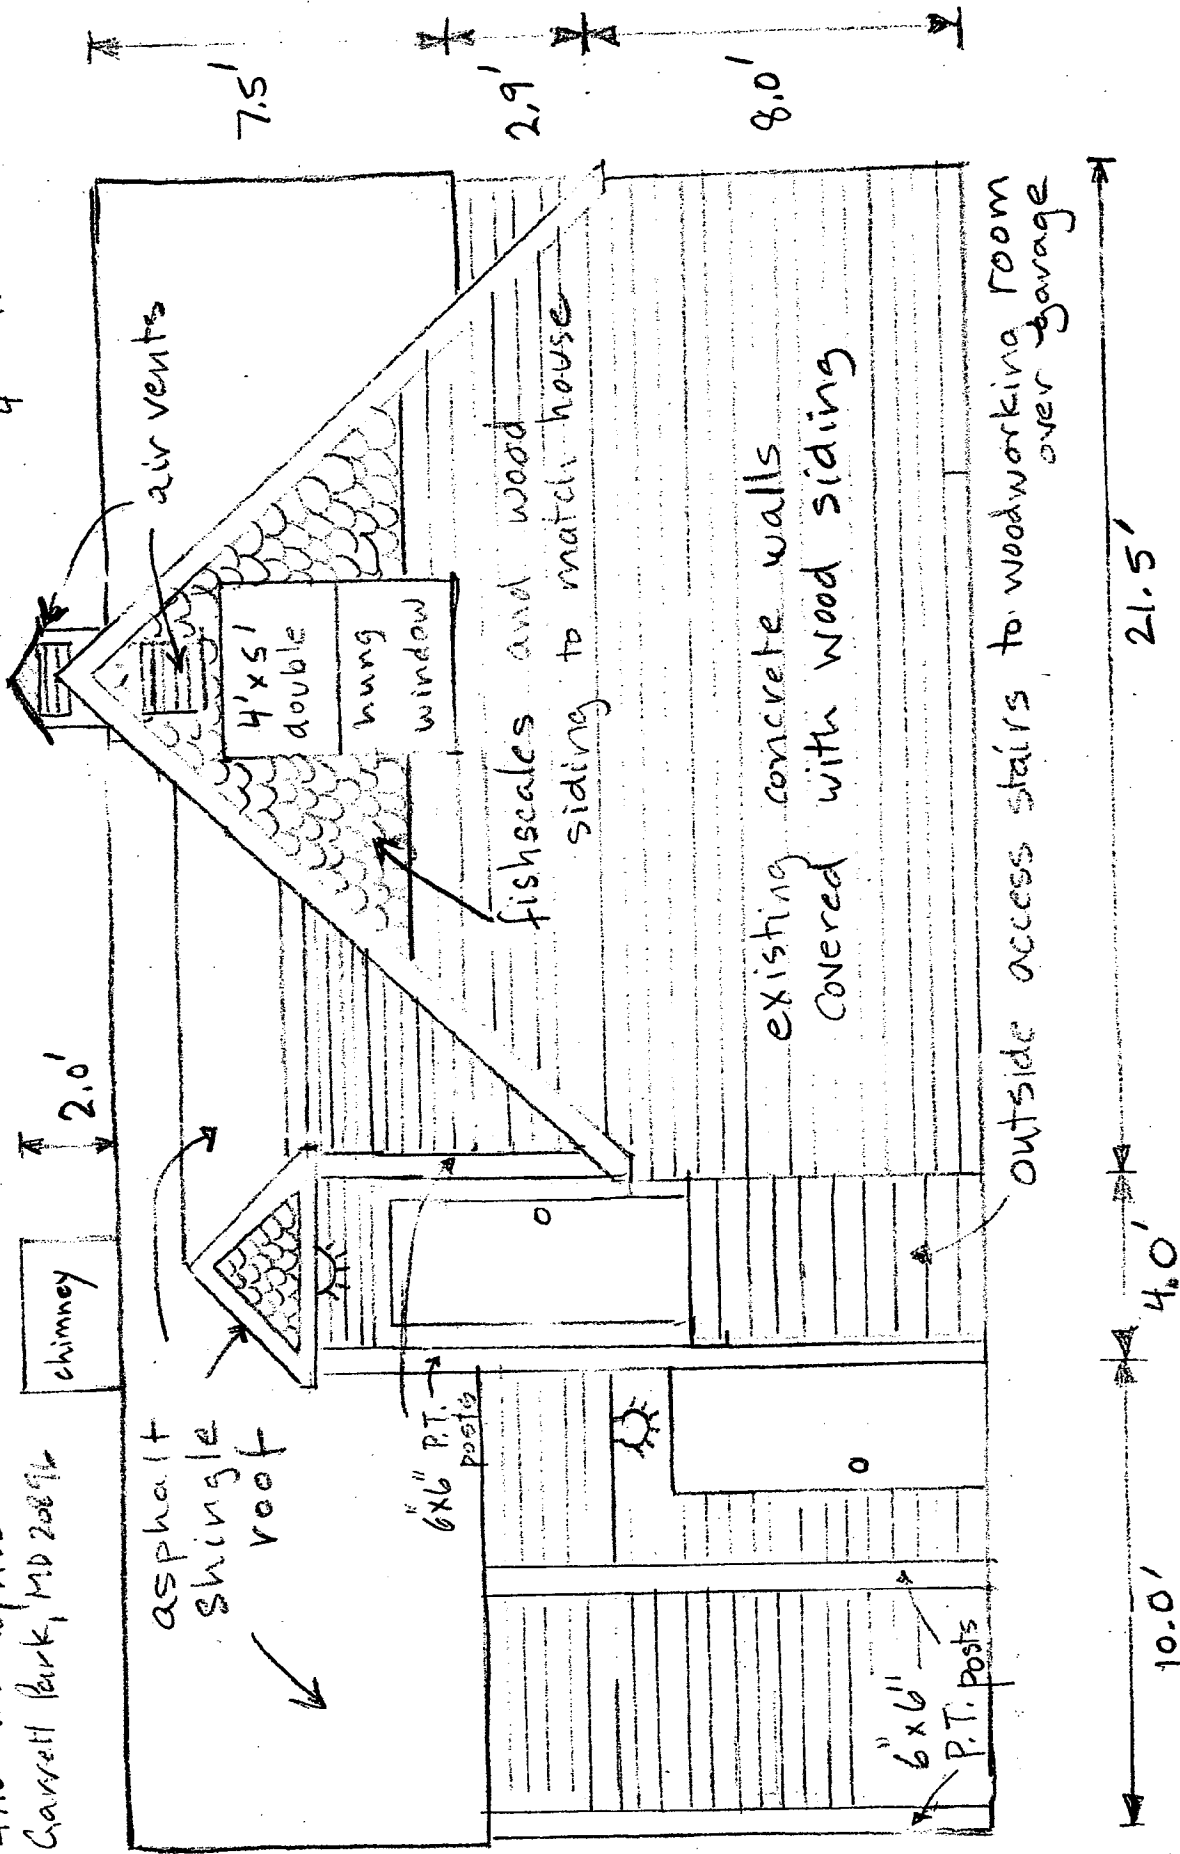 Garrett Park, MD 20896
chimney
2.0'
air vents
asphalt
shingle
roof
4'x5'
double
hung
window
6"x6" P.T.
posts
fishscales and wood
siding to match house
existing concrete walls
covered with wood siding
6"x6"
P.T. posts
outside access stairs to woodworking room
over garage
7.5'
2.9'
8.0'
10.0'
4.0'
21.5'